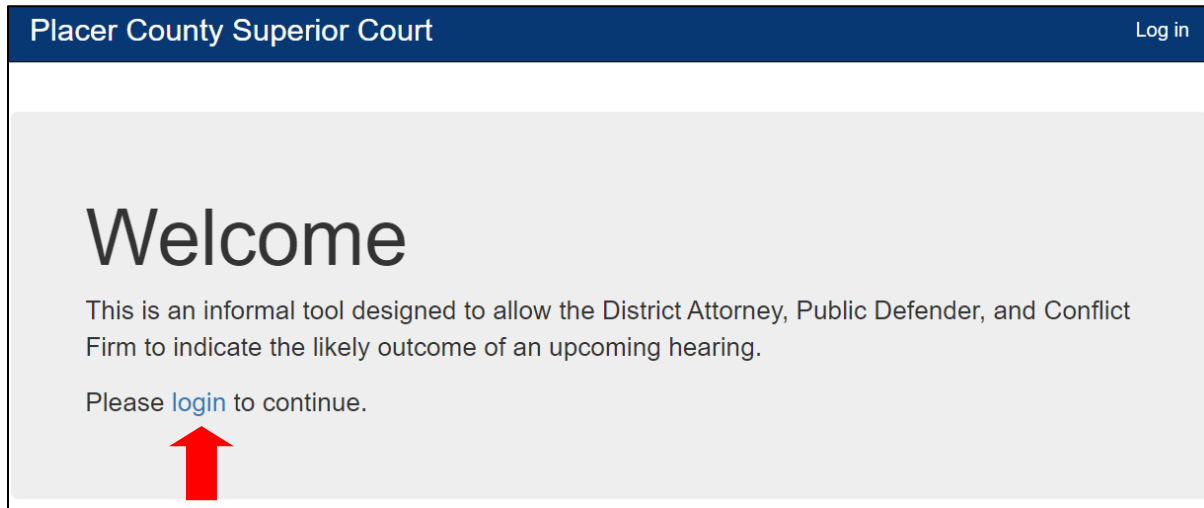 Placer County Superior Court
Log in
Welcome
This is an informal tool designed to allow the District Attorney, Public Defender, and Conflict
Firm to indicate the likely outcome of an upcoming hearing.
Please login to continue.